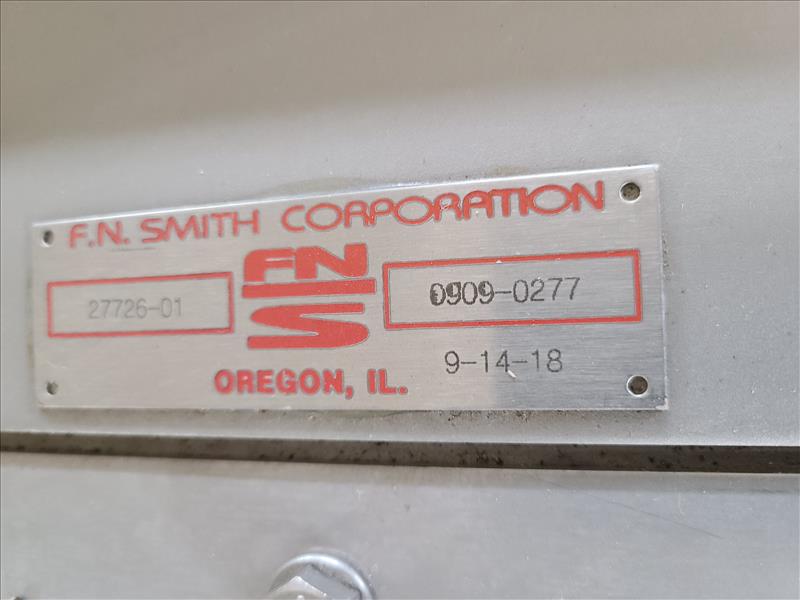 F.N. SMITH CORPORATION
27726-01
FN
S
0909-0277
9-14-18
OREGON, IL.